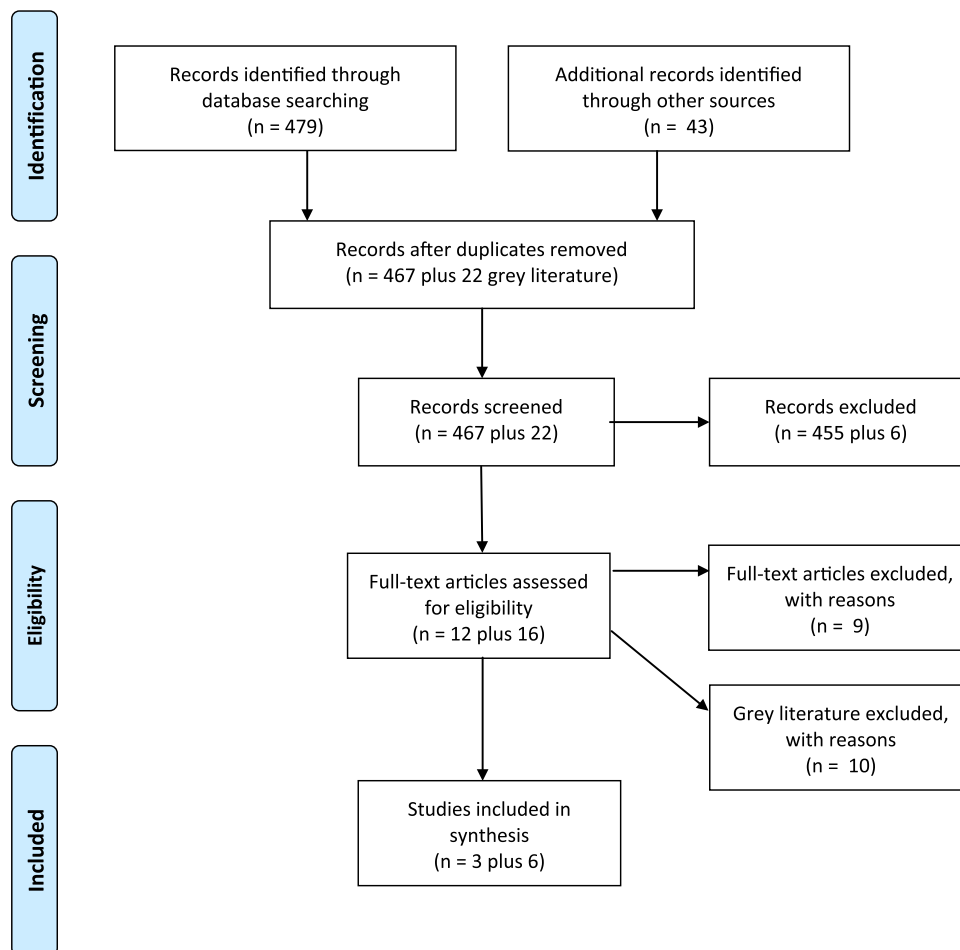 Identification
Records identified through
database searching
(n = 479)
Additional records identified
through other sources
(n = 43)
Records after duplicates removed
(n = 467 plus 22 grey literature)
Screening
Records screened
(n = 467 plus 22)
Records excluded
(n = 455 plus 6)
Eligibility
Full-text articles assessed
for eligibility
(n = 12 plus 16)
Full-text articles excluded,
with reasons
(n = 9)
Grey literature excluded,
with reasons
(n = 10)
Included
Studies included in
synthesis
(n = 3 plus 6)